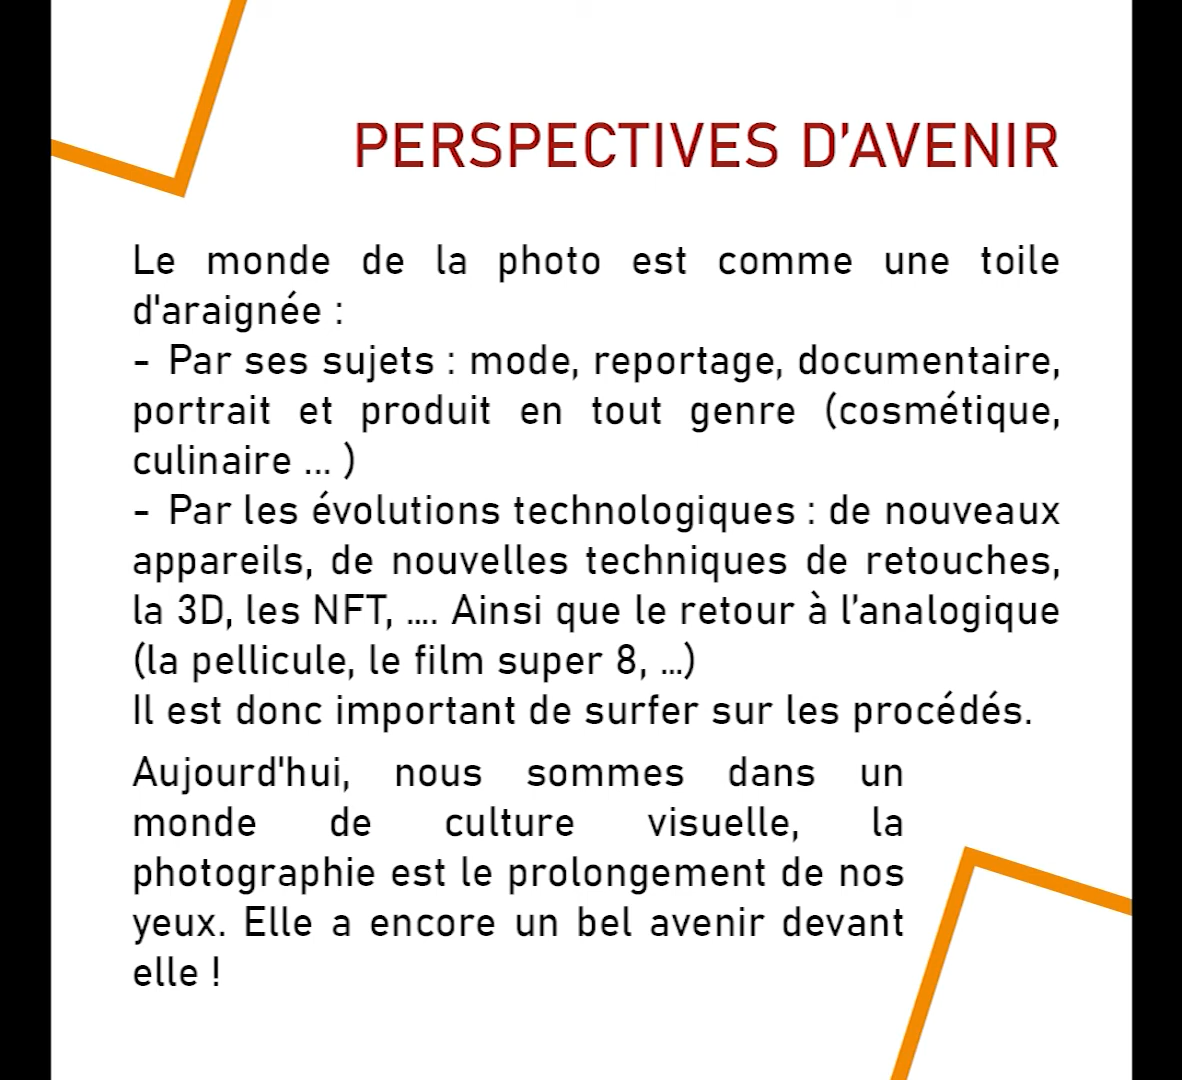 PERSPECTIVES D’AVENIR
Le monde de la photo est comme une toile
d'araignée :
- Par ses sujets : mode, reportage, documentaire,
portrait et produit en tout genre (cosmétique,
culinaire ... )
- Par les évolutions technologiques : de nouveaux
appareils, de nouvelles techniques de retouches,
la 3D, les NFT, .... Ainsi que le retour à l’analogique
(la pellicule, le film super 8, ...)
Il est donc important de surfer sur les procédés.
Aujourd'hui, nous sommes dans un
monde de culture visuelle, la
photographie est le prolongement de nos
yeux. Elle a encore un bel avenir devant
elle !